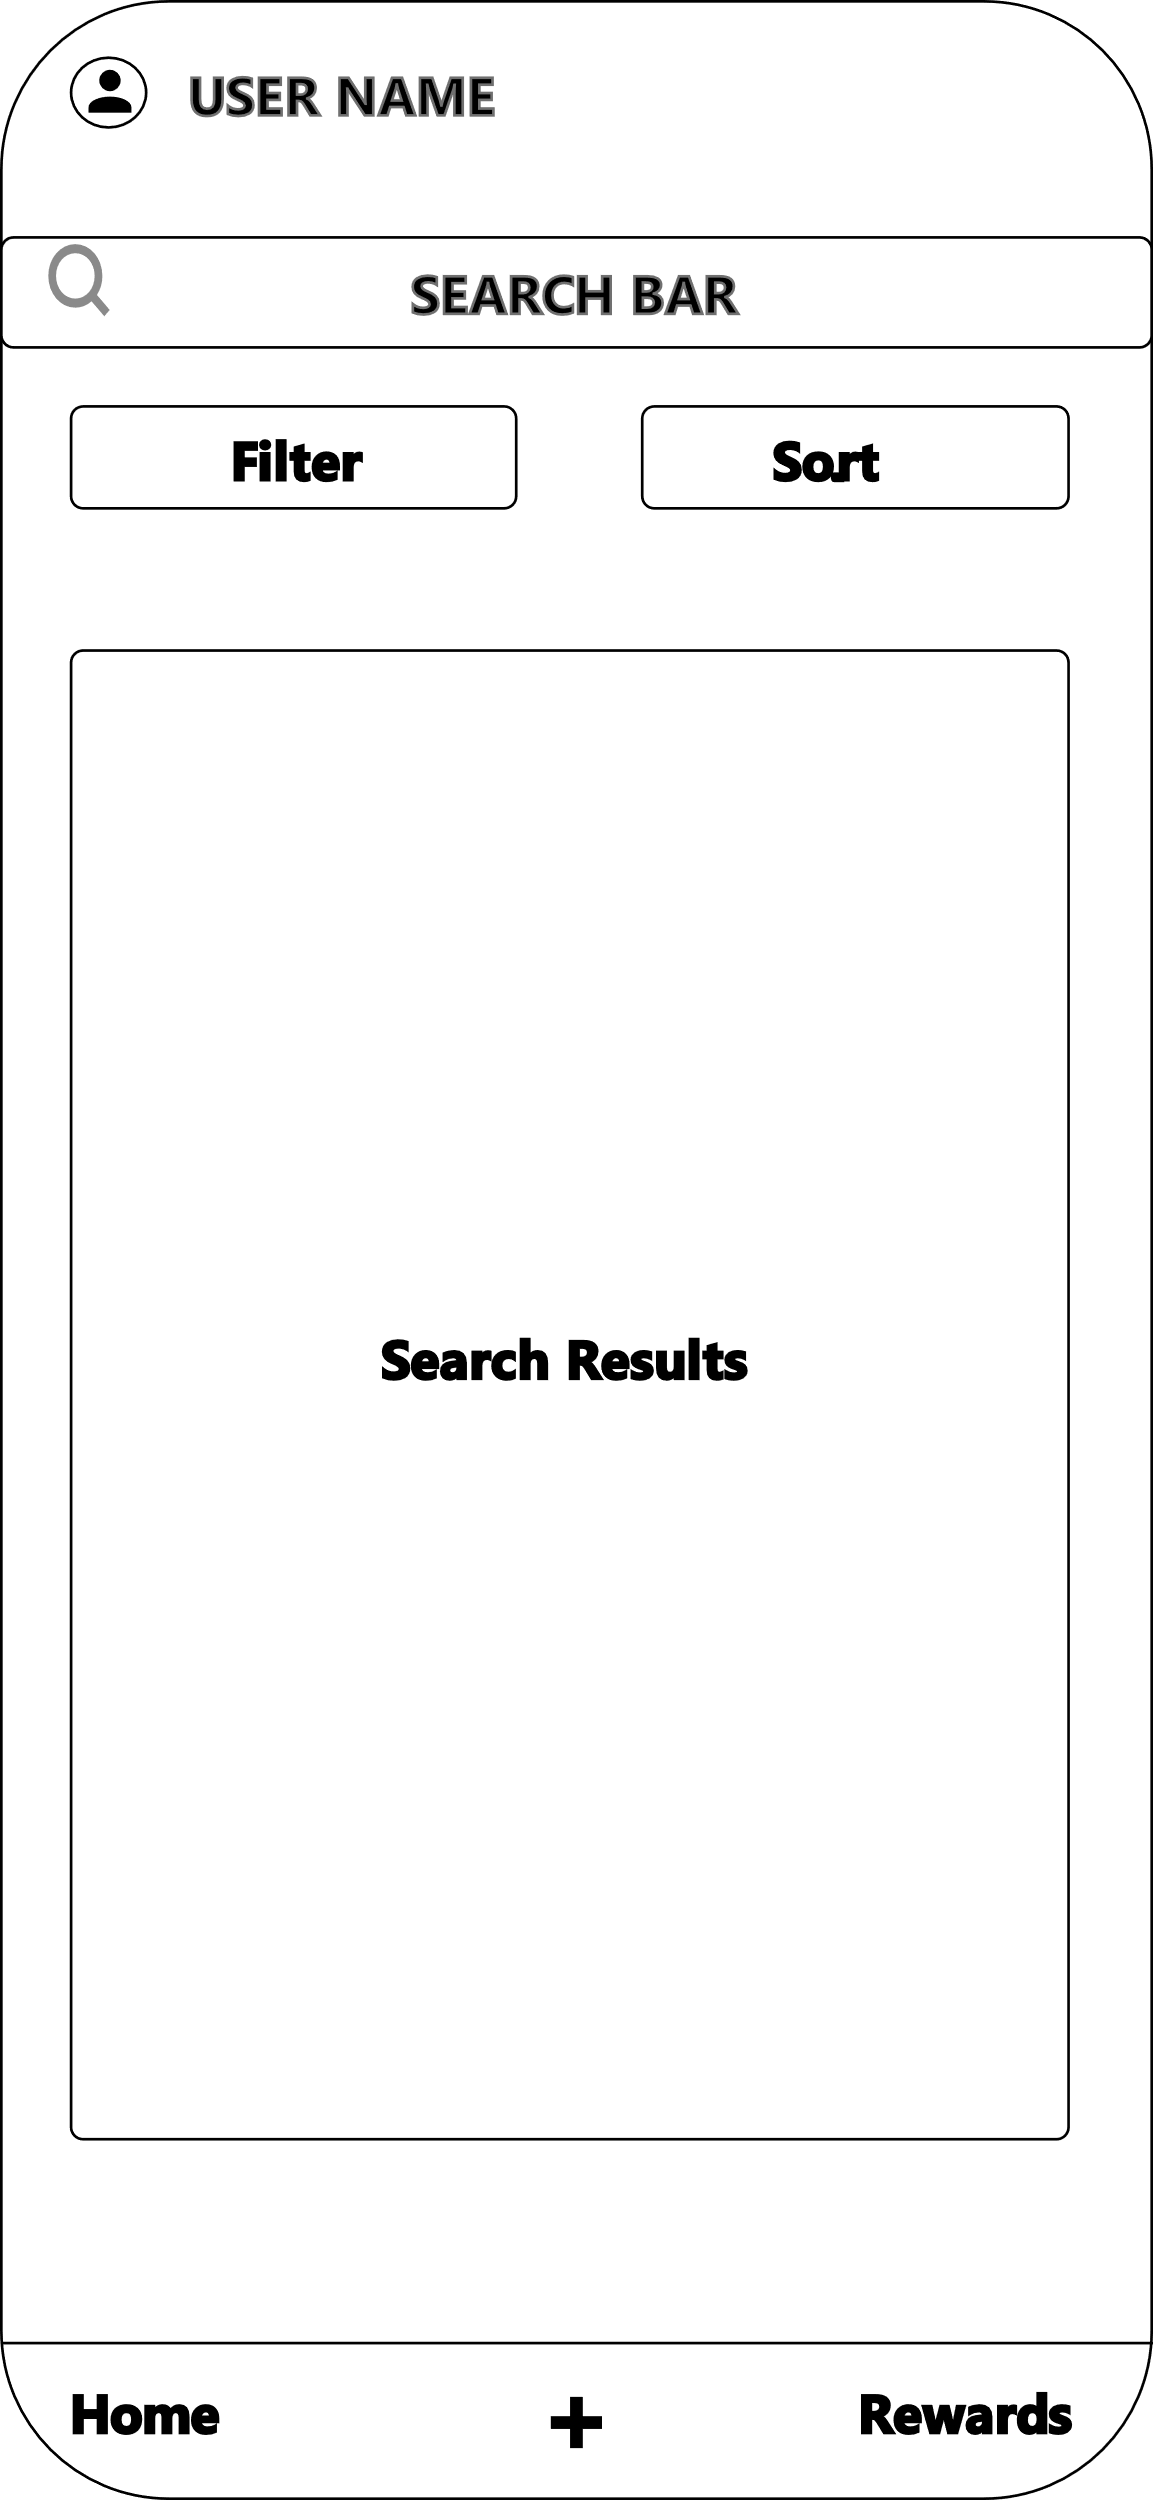 USER NAME
SEARCH BAR
Filter
Sort
Search Results
Home
+
Rewards